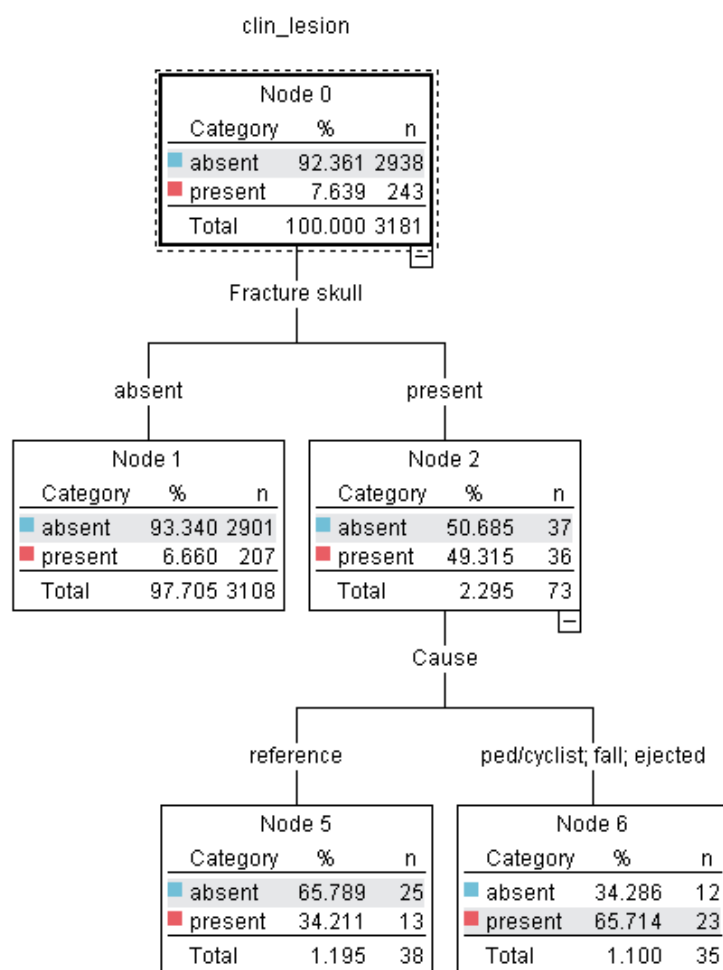 clin_lesion
Node 0
Category % n
absent 92.361 2938
present 7.639 243
Total 100.000 3181
Fracture skull
absent present
Node 1
Category % n
absent 93.340 2901
present 6.660 207
Total 97.705 3108
Node 2
Category % n
absent 50.685 37
present 49.315 36
Total 2.295 73
Cause
reference ped/cyclist; fall; ejected
Node 5
Category % n
absent 65.789 25
present 34.211 13
Total 1.195 38
Node 6
Category % n
absent 34.286 12
present 65.714 23
Total 1.100 35